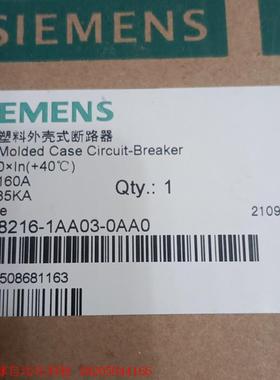 SIEMENS
SIEMENS
塑料外壳式断路器
Molded Case Circuit-Breaker
0×In(+40℃)
160A
35KA
Qty.: 1
e
2109
8216-1AA03-0AA0
508681163